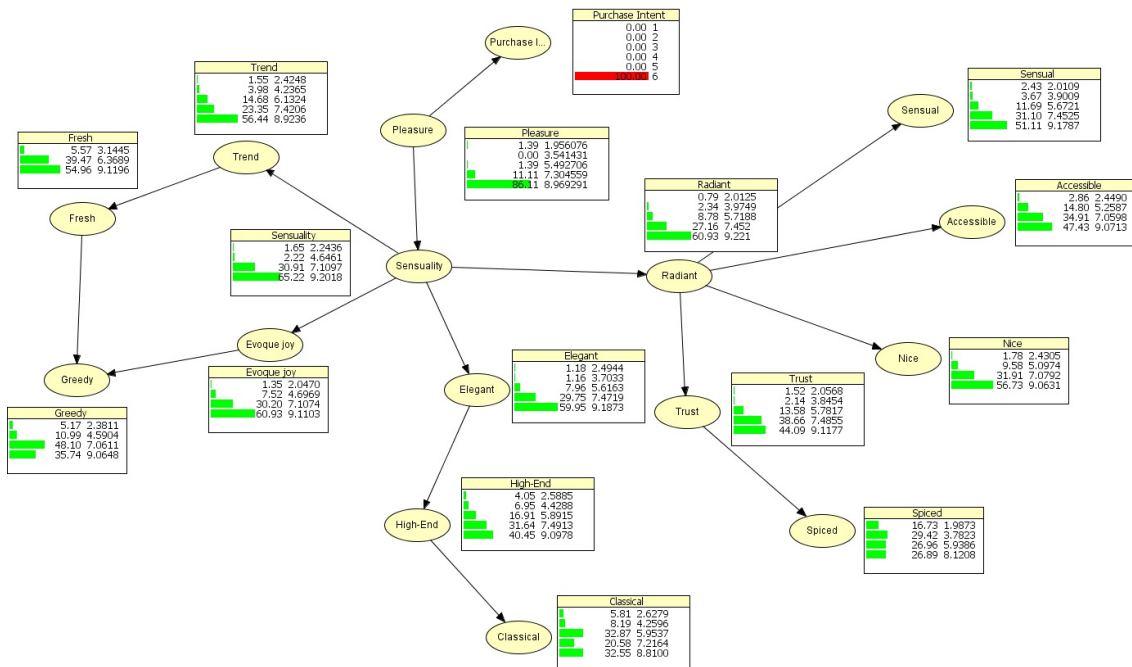 Purchase Intent
0.00 1
0.00 2
0.00 3
0.00 4
0.00 5
100.00 6
Purchase I...
Trend
1.55 2.4248
3.98 4.2365
14.68 6.1324
23.35 7.4206
56.44 8.9236
Sensual
2.43 2.0109
3.67 3.9009
11.69 5.6721
31.10 7.4525
51.11 9.1787
Sensual
Pleasure
Pleasure
1.39 1.956076
0.00 3.541431
1.39 5.492706
11.11 7.304559
86.11 8.969291
Fresh
5.57 3.1445
39.47 6.3689
54.96 9.1196
Trend
Radiant
0.79 2.0125
2.34 3.9749
8.78 5.7188
27.16 7.452
60.93 9.221
Accessible
2.86 2.4490
14.80 5.2587
34.91 7.0598
47.43 9.0713
Fresh
Accessible
Sensuality
1.65 2.2436
2.22 4.6461
30.91 7.1097
65.22 9.2018
Sensuality
Radiant
Evoque joy
Nice
Nice
1.78 2.4305
9.58 5.0974
31.91 7.0792
56.73 9.0631
Greedy
Evoque joy
1.35 2.0470
7.52 4.6969
30.20 7.1074
60.93 9.1103
Elegant
Elegant
1.18 2.4944
1.16 3.7033
7.96 5.6163
29.75 7.4719
59.95 9.1873
Trust
Trust
1.52 2.0568
2.14 3.8454
13.58 5.7817
38.66 7.4855
44.09 9.1177
Greedy
5.17 2.3811
10.99 4.5904
48.10 7.0611
35.74 9.0648
High-End
High-End
4.05 2.5885
6.95 4.4288
16.91 5.8915
31.64 7.4913
40.45 9.0978
Spiced
Spiced
16.73 1.9873
29.42 3.7823
26.96 5.9386
26.89 8.1208
Classical
Classical
5.81 2.6279
8.19 4.2596
32.87 5.9537
20.58 7.2164
32.55 8.8100